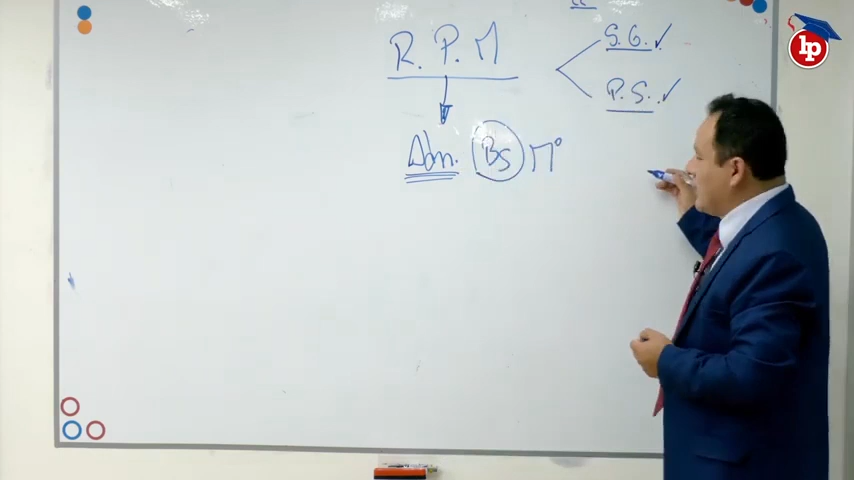 R. P. M
S.G. ✓
P.S. ✓
Adm. Bs M°
lp